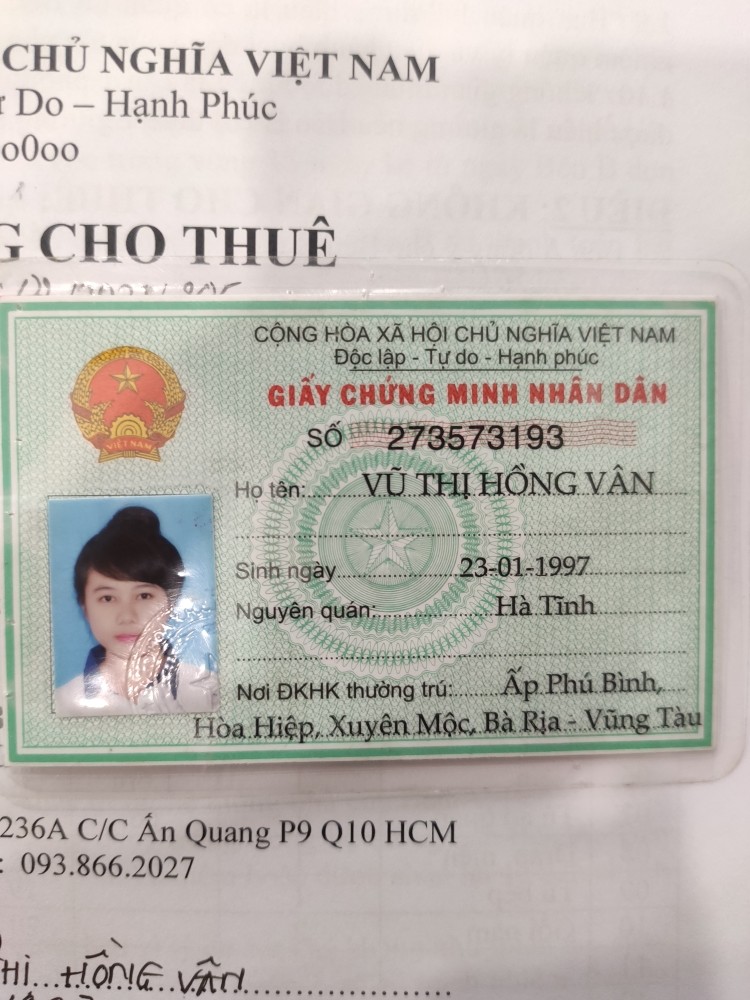 CHỦ NGHĨA VIỆT NAM
Do – Hạnh Phúc
o0oo
CHO THUÊ
CỘNG HÒA XÃ HỘI CHỦ NGHĨA VIỆT NAM
Độc lập - Tự do - Hạnh phúc
GIẤY CHỨNG MINH NHÂN DÂN
VIỆT NAM
SỐ 273573193
Họ tên: VŨ THỊ HỒNG VÂN
Sinh ngày 23-01-1997
Nguyên quán: Hà Tĩnh
Nơi ĐKHK thường trú: Ấp Phú Bình,
Hòa Hiệp, Xuyên Mộc, Bà Rịa - Vũng Tàu
236A C/C Ấn Quang P9 Q10 HCM
: 093.866.2027
HỒNG VÂN